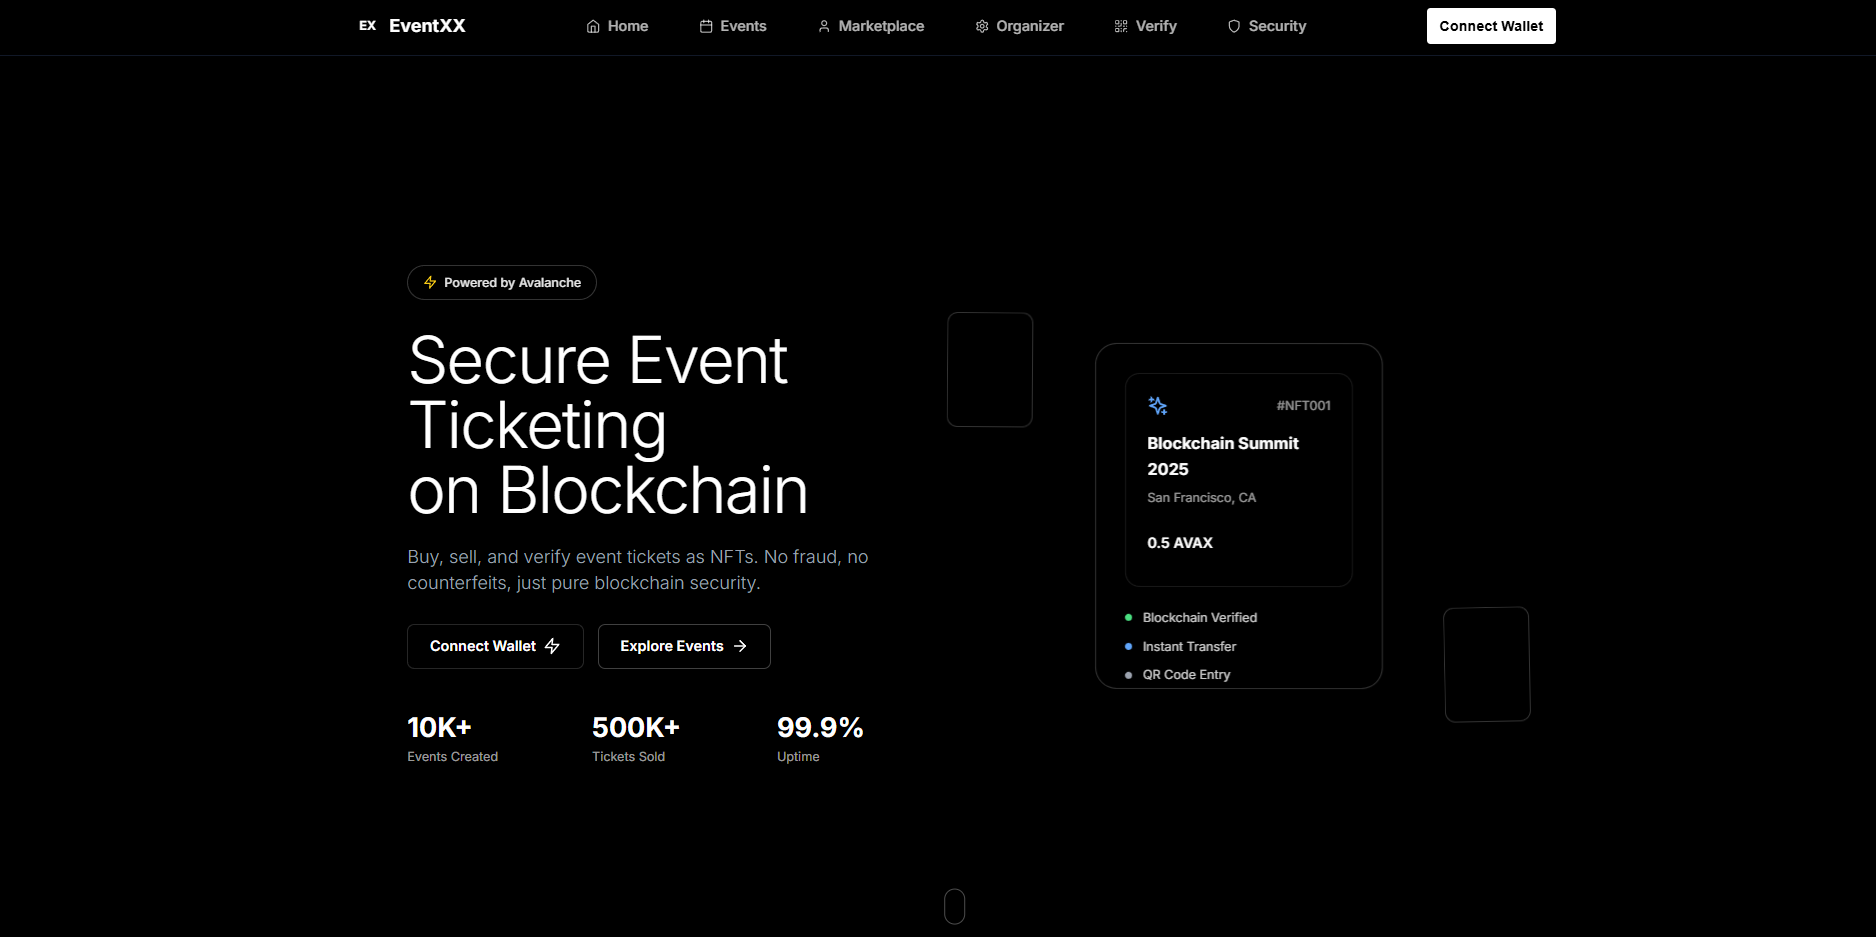 EX EventXX Home Events Marketplace Organizer Verify Security Connect Wallet
Powered by Avalanche
Secure Event
Ticketing
on Blockchain
Buy, sell, and verify event tickets as NFTs. No fraud, no
counterfeits, just pure blockchain security.
Connect Wallet Explore Events
10K+ 500K+ 99.9%
Events Created Tickets Sold Uptime
#NFT001
Blockchain Summit
2025
San Francisco, CA
0.5 AVAX
Blockchain Verified
Instant Transfer
QR Code Entry